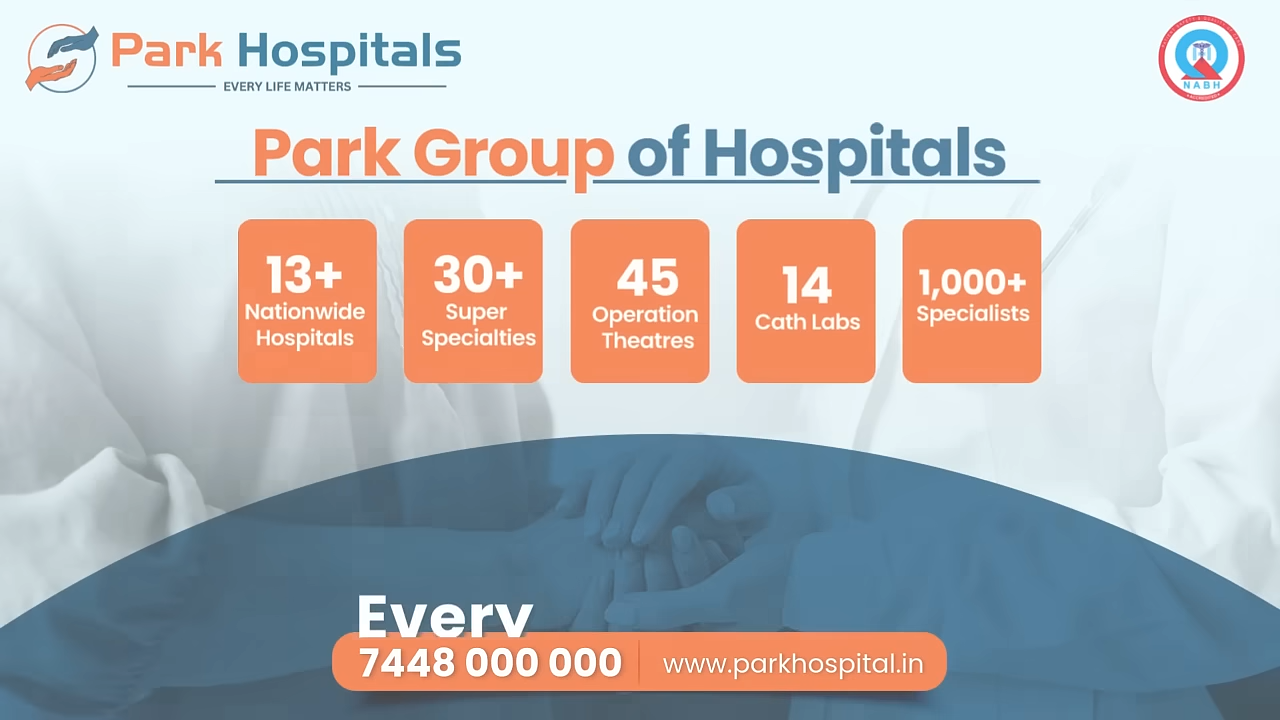 Park Hospitals
EVERY LIFE MATTERS
NABH
Park Group of Hospitals
13+
Nationwide
Hospitals
30+
Super
Specialties
45
Operation
Theatres
14
Cath Labs
1,000+
Specialists
Every
7448 000 000
www.parkhospital.in